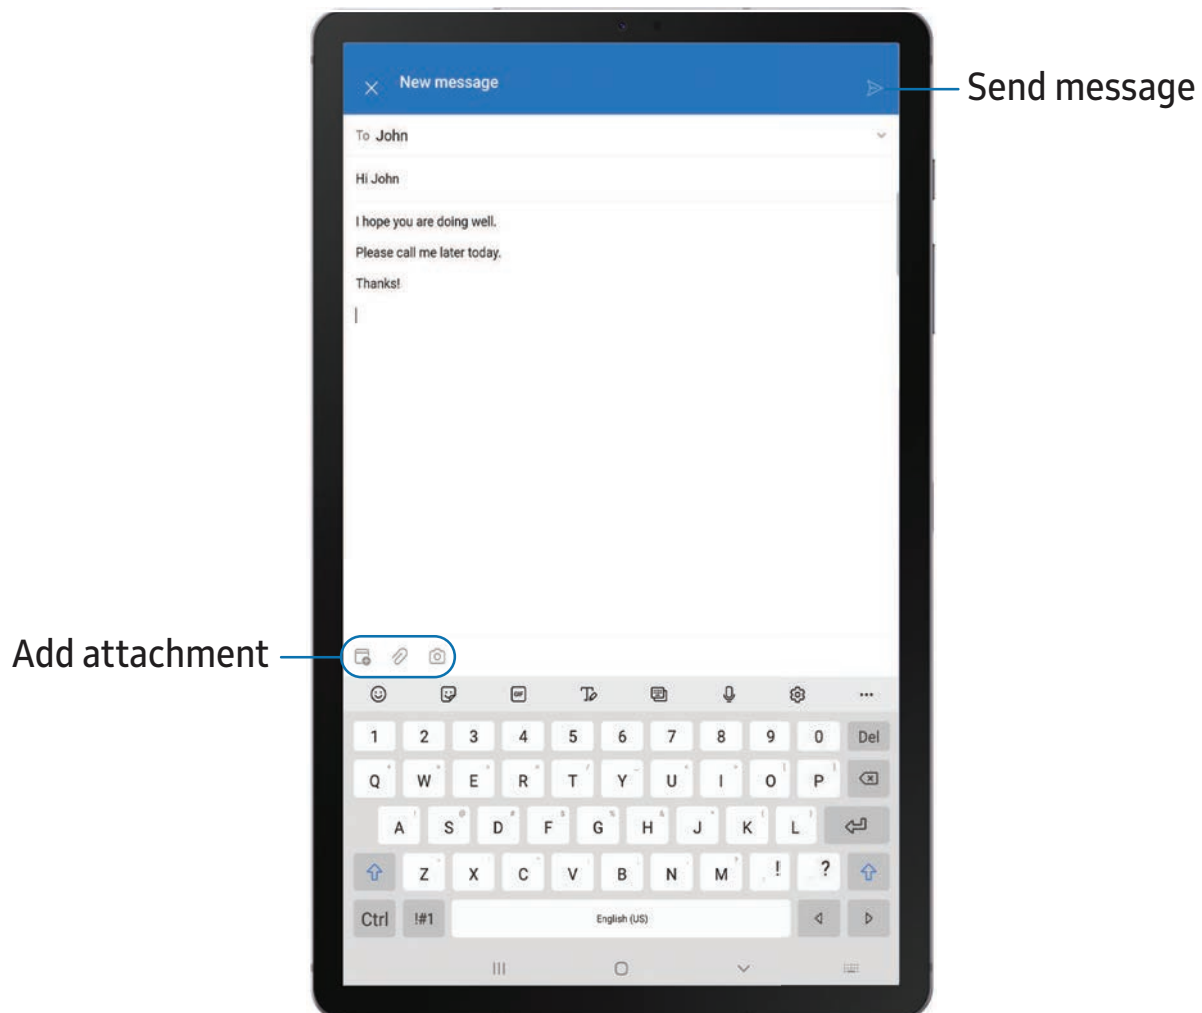 New message
Send message
To John
Hi John
I hope you are doing well.
Please call me later today.
Thanks!
Add attachment
GIF
1 2 3 4 5 6 7 8 9 0 Del
Q W E R T Y U I O P
A S D F G H J K L
Z X C V B N M ! ?
Ctrl !#1 English (US)